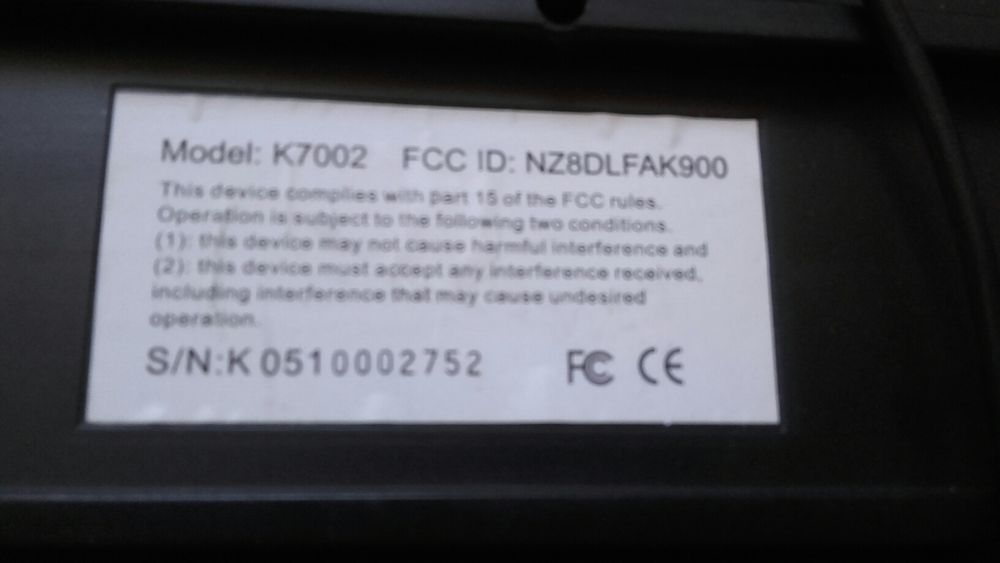 Model: K7002 FCC ID: NZ8DLFAK900
This device complies with part 15 of the FCC rules.
Operation is subject to the following two conditions.
(1): this device may not cause harmful interference and
(2): this device must accept any interference received,
including interference that may cause undesired
operation.
S/N:K 0510002752 FC CE